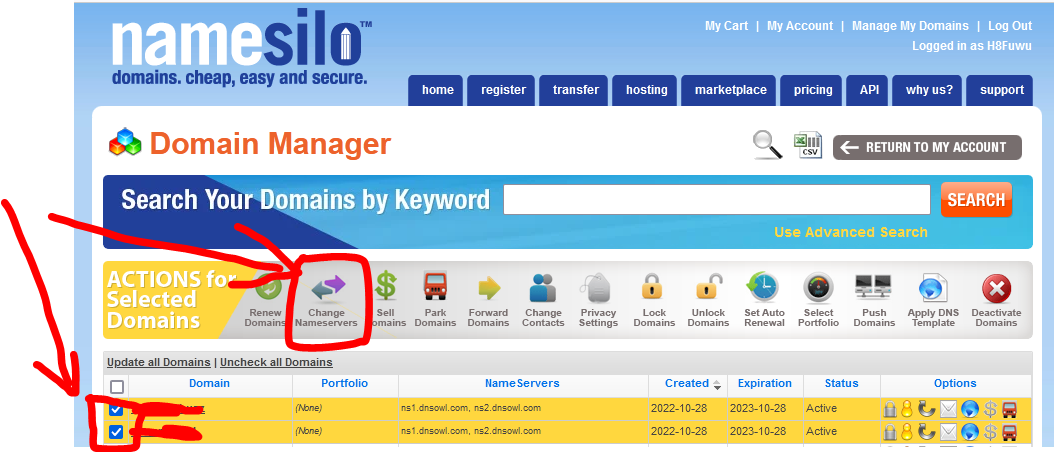 namesilo™
domains. cheap, easy and secure.
My Cart | My Account | Manage My Domains | Log Out
Logged in as H8Fuwu
home register transfer hosting marketplace pricing API why us? support
Domain Manager
CSV
RETURN TO MY ACCOUNT
Search Your Domains by Keyword
SEARCH
Use Advanced Search
ACTIONS for
Selected
Domains
Renew Domains
Change Nameservers
Sell Domains
Park Domains
Forward Domains
Change Contacts
Privacy Settings
Lock Domains
Unlock Domains
Set Auto Renewal
Select Portfolio
Push Domains
Apply DNS Template
Deactivate Domains
Update all Domains | Uncheck all Domains
Domain Portfolio NameServers Created Expiration Status Options
(None) ns1.dnsowl.com, ns2.dnsowl.com 2022-10-28 2023-10-28 Active
(None) ns1.dnsowl.com, ns2.dnsowl.com 2022-10-28 2023-10-28 Active